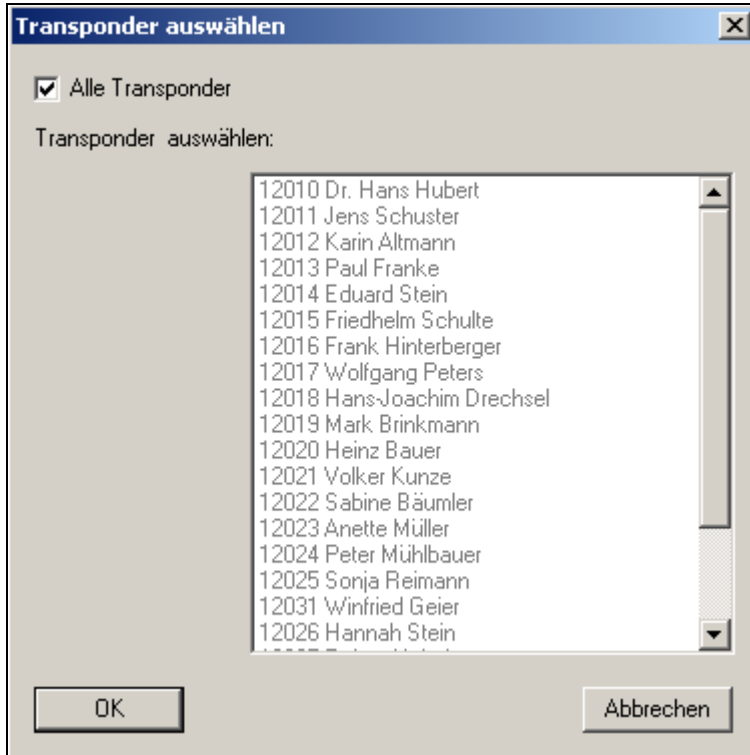 Transponder auswählen
Alle Transponder
Transponder auswählen:
12010 Dr. Hans Hubert
12011 Jens Schuster
12012 Karin Altmann
12013 Paul Franke
12014 Eduard Stein
12015 Friedhelm Schulte
12016 Frank Hinterberger
12017 Wolfgang Peters
12018 Hans-Joachim Drechsel
12019 Mark Brinkmann
12020 Heinz Bauer
12021 Volker Kunze
12022 Sabine Bäumler
12023 Anette Müller
12024 Peter Mühlbauer
12025 Sonja Reimann
12031 Winfried Geier
12026 Hannah Stein
OK
Abbrechen